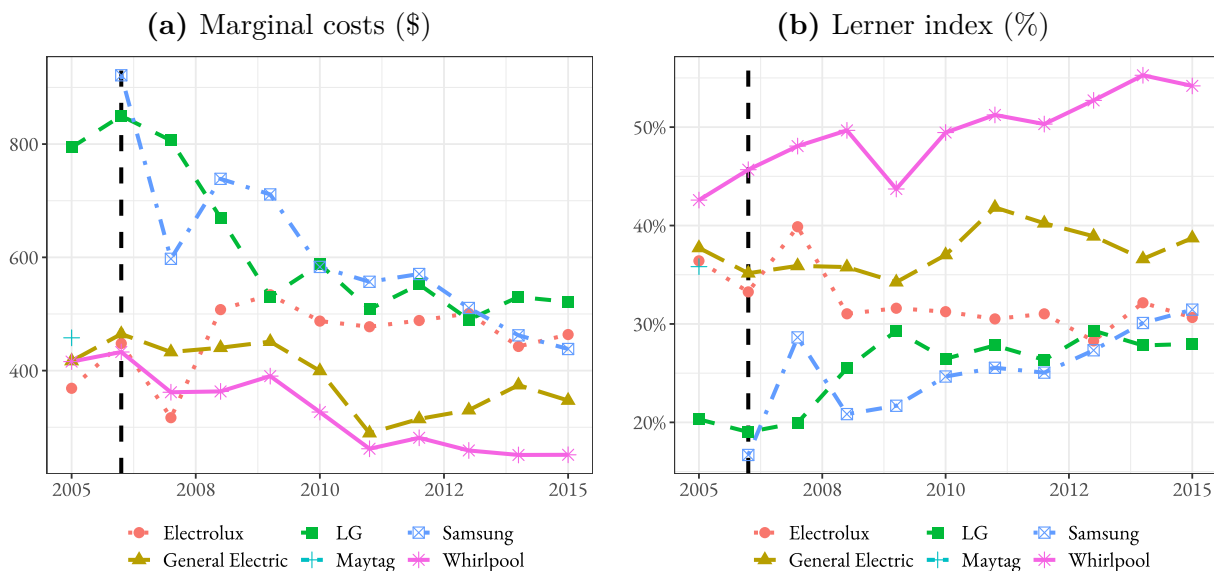 (a) Marginal costs ($)
800
600
400
2005 2008 2010 2012 2015
Electrolux LG Samsung
General Electric Maytag Whirlpool
(b) Lerner index (%)
50%
40%
30%
20%
2005 2008 2010 2012 2015
Electrolux LG Samsung
General Electric Maytag Whirlpool